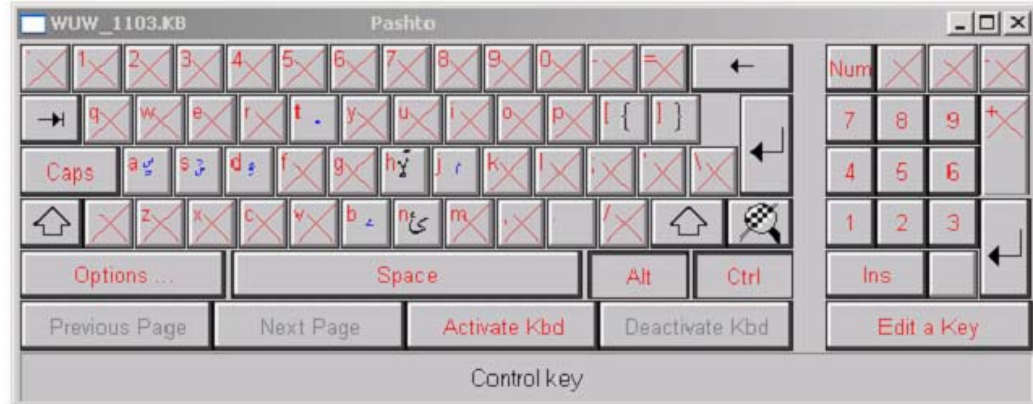 WUW_1103.KB Pashto
` 1 2 3 4 5 6 7 8 9 0 - = Num -
q w e r t y u i o p [ { ] } 7 8 9 +
Caps a s d f g h j k l ; ' \ 4 5 6
z x c v b n ئ m , . / 1 2 3
Options ... Space Alt Ctrl Ins
Previous Page Next Page Activate Kbd Deactivate Kbd Edit a Key
Control key